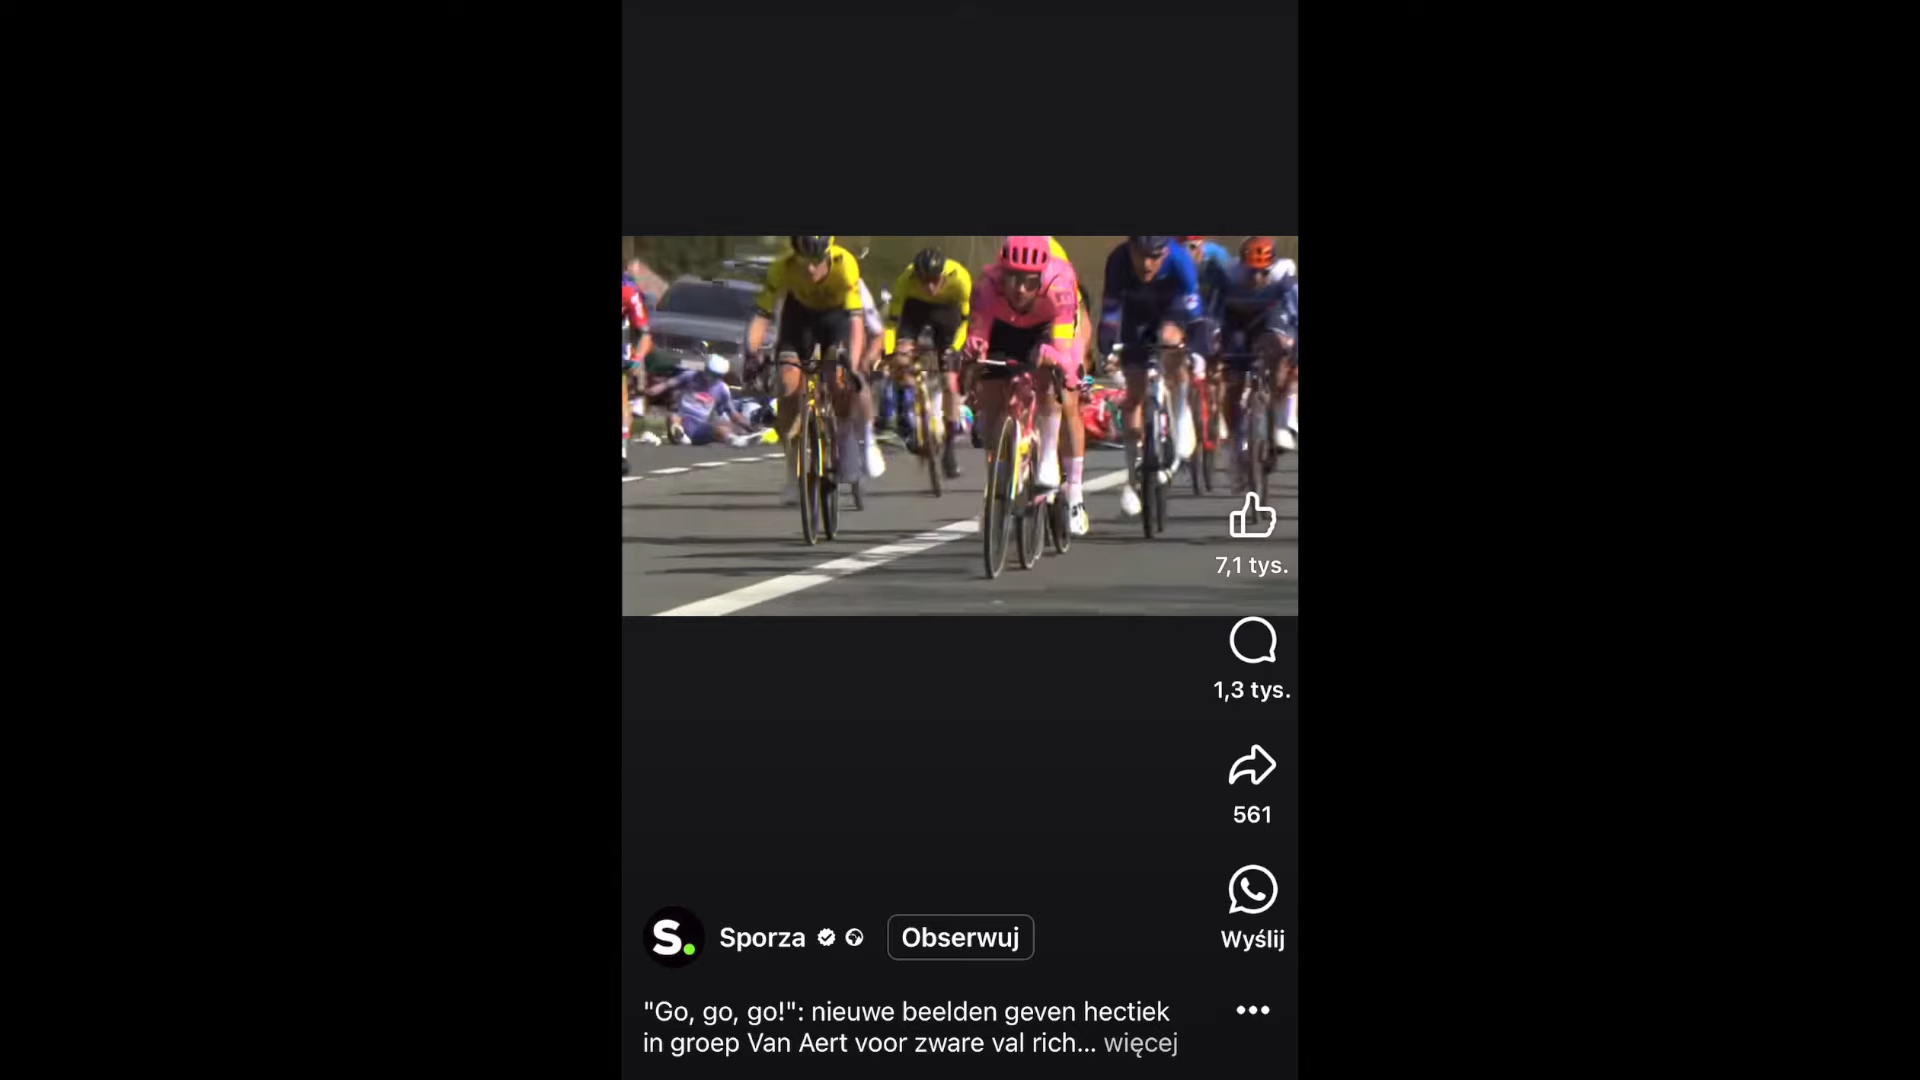 7,1 tys.
1,3 tys.
561
Wyślij
S. Sporza Obserwuj
"Go, go, go!": nieuwe beelden geven hectiek
in groep Van Aert voor zware val rich... więcej